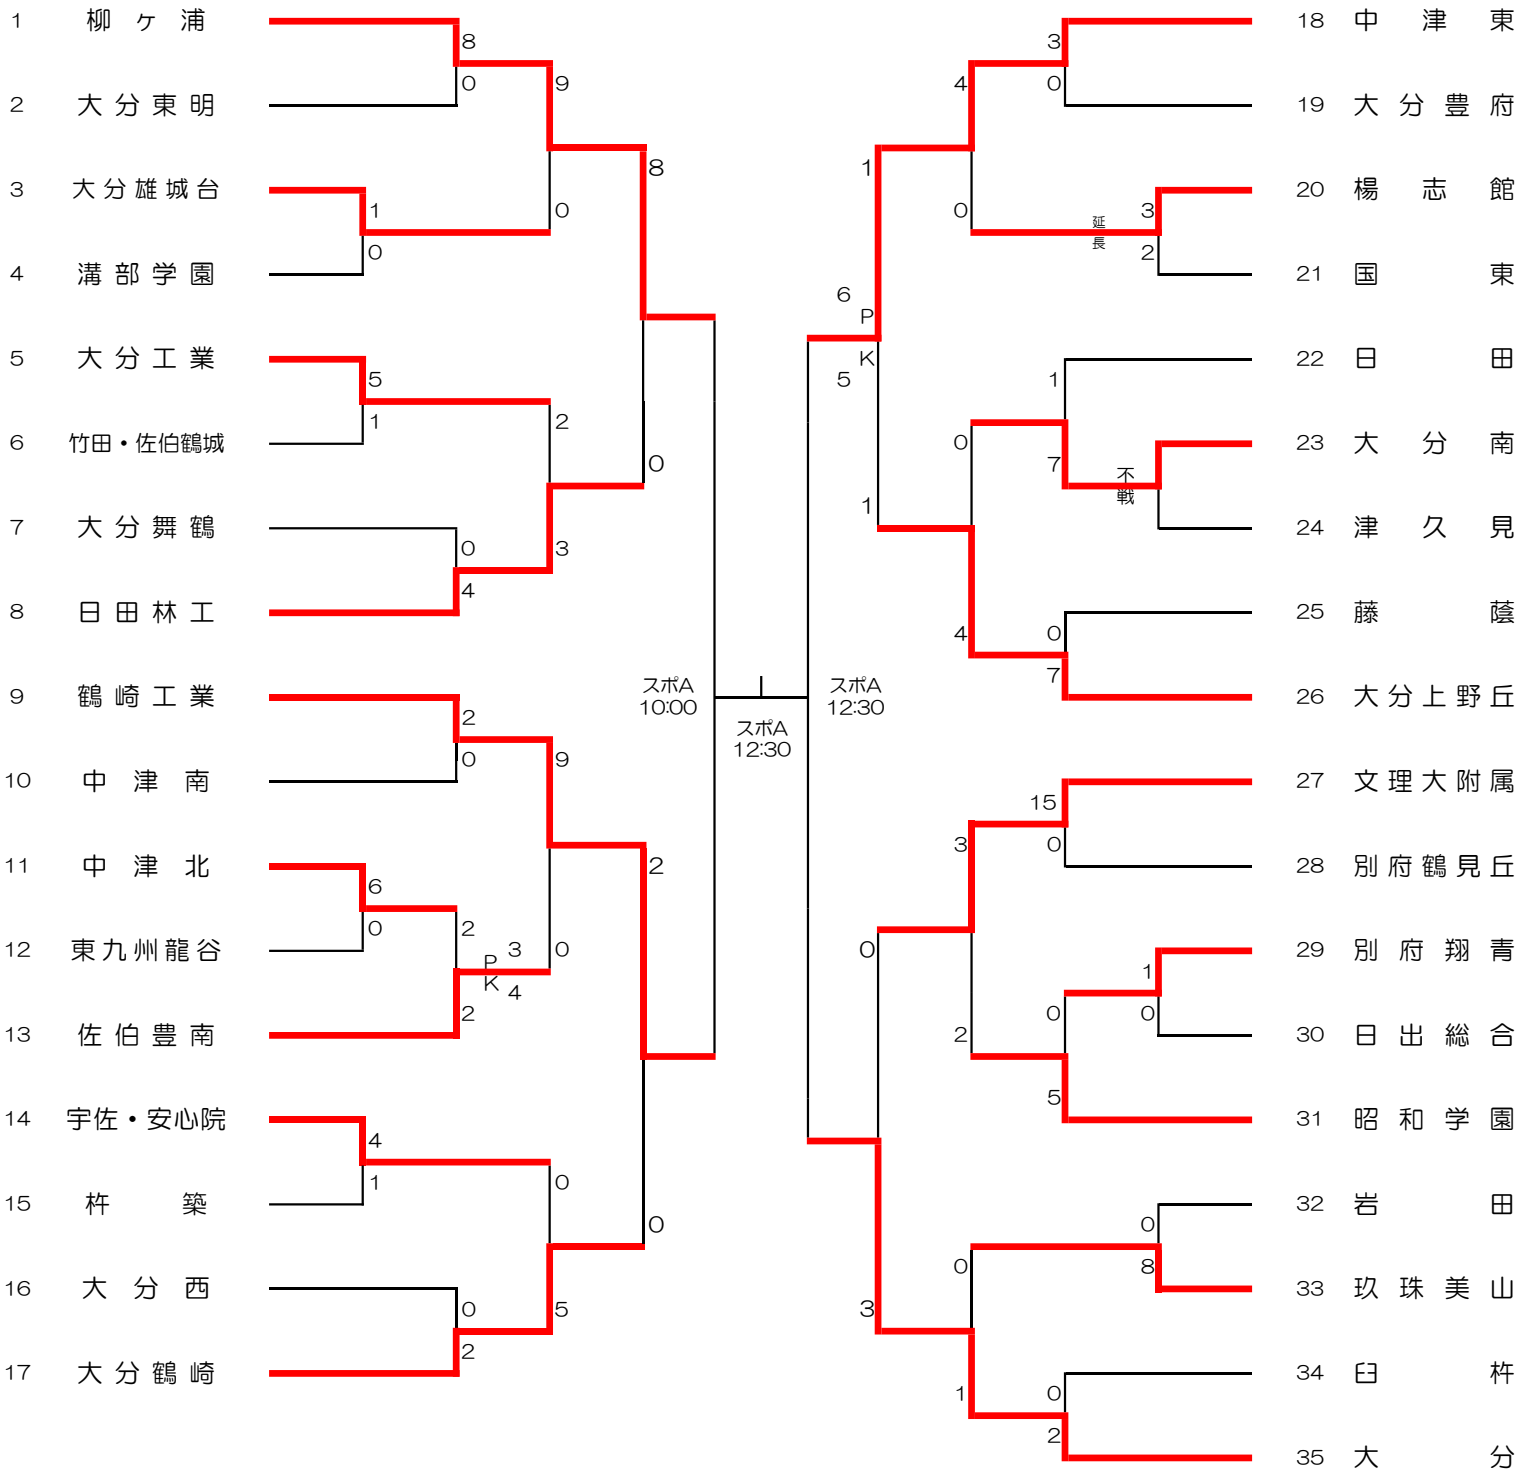 1 柳ヶ浦
8
0
2 大分東明
9
3 大分雄城台
1
0
4 溝部学園
0
8
5 大分工業
5
1
6 竹田・佐伯鶴城
2
0
7 大分舞鶴
0
4
8 日田林工
3
9 鶴崎工業
2
0
10 中津南
9
11 中津北
6
0
12 東九州龍谷
2
PK
3
4
2
13 佐伯豊南
0
2
14 宇佐・安心院
4
1
15 杵築
0
0
16 大分西
0
2
17 大分鶴崎
5
スポA
10:00
スポA
12:30
スポA
12:30
18 中津東
3
0
19 大分豊府
4
20 楊志館
延長
3
2
21 国東
0
1
6
PK
5
22 日田
1
7
23 大分南
不戦
24 津久見
0
1
25 藤蔭
0
7
26 大分上野丘
4
27 文理大附属
15
0
28 別府鶴見丘
3
0
29 別府翔青
1
0
30 日出総合
0
5
31 昭和学園
2
32 岩田
0
8
33 玖珠美山
0
3
34 臼杵
0
2
35 大分
1